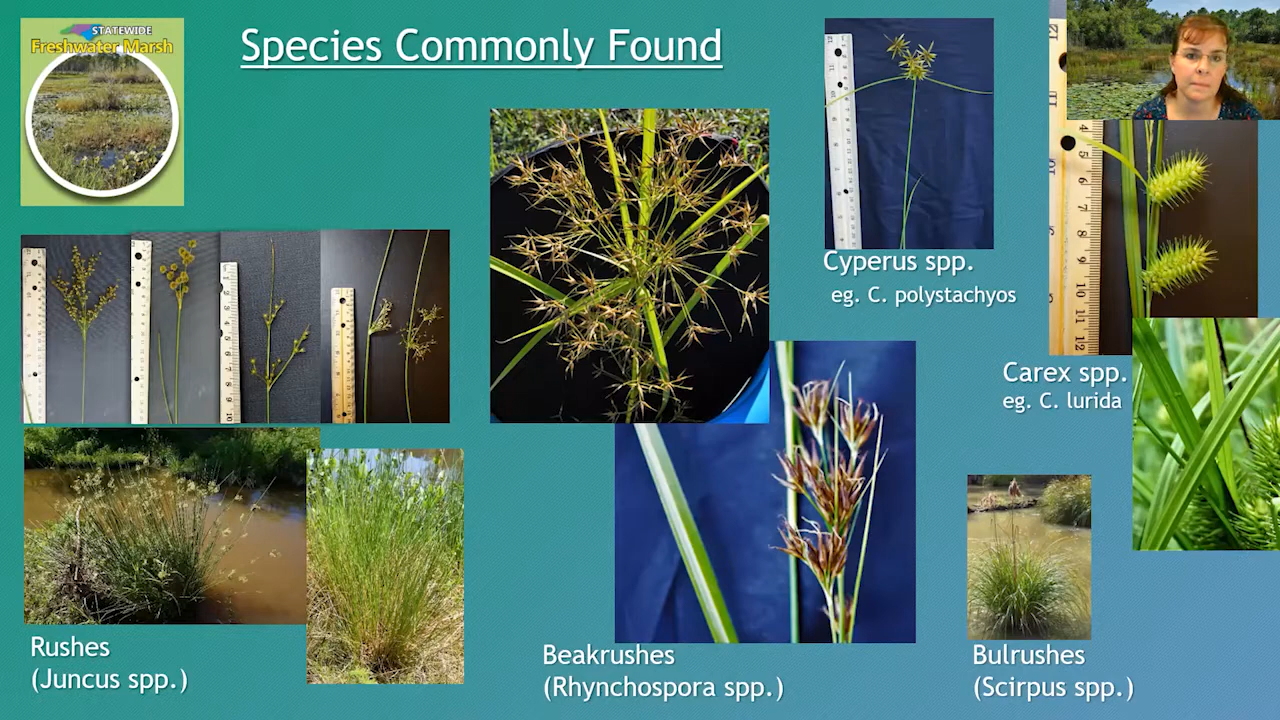 STATEWIDE
Freshwater Marsh
Species Commonly Found
Cyperus spp.
eg. C. polystachyos
Carex spp.
eg. C. lurida
Rushes
(Juncus spp.)
Beakrushes
(Rhynchospora spp.)
Bulrushes
(Scirpus spp.)